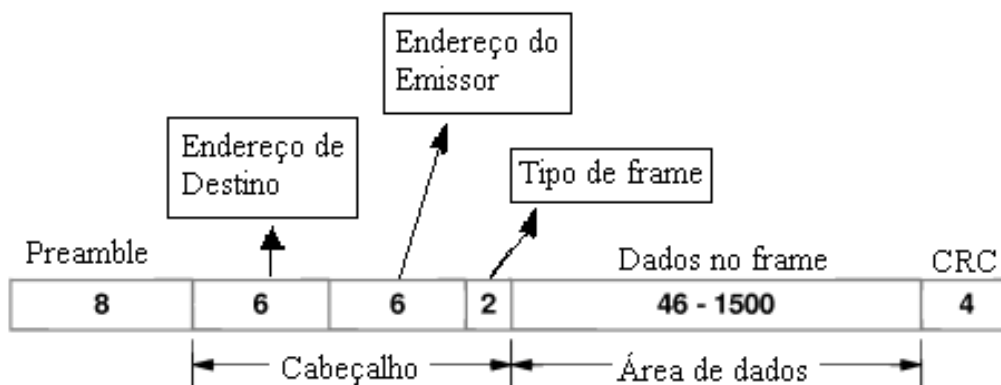 Endereço do
Emissor
Endereço de
Destino
Tipo de frame
Preamble
Dados no frame
CRC
8
6
6
2
46 - 1500
4
Cabeçalho
Área de dados